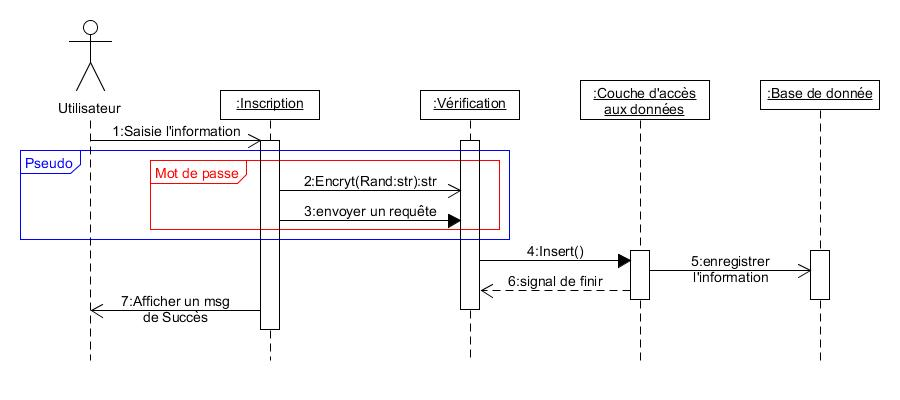 Utilisateur
:Inscription
:Vérification
:Couche d'accès
aux données
:Base de donnée
1:Saisie l'information
Pseudo
Mot de passe
2:Encryt(Rand:str):str
3:envoyer un requête
4:Insert()
5:enregistrer
l'information
6:signal de finir
7:Afficher un msg
de Succès